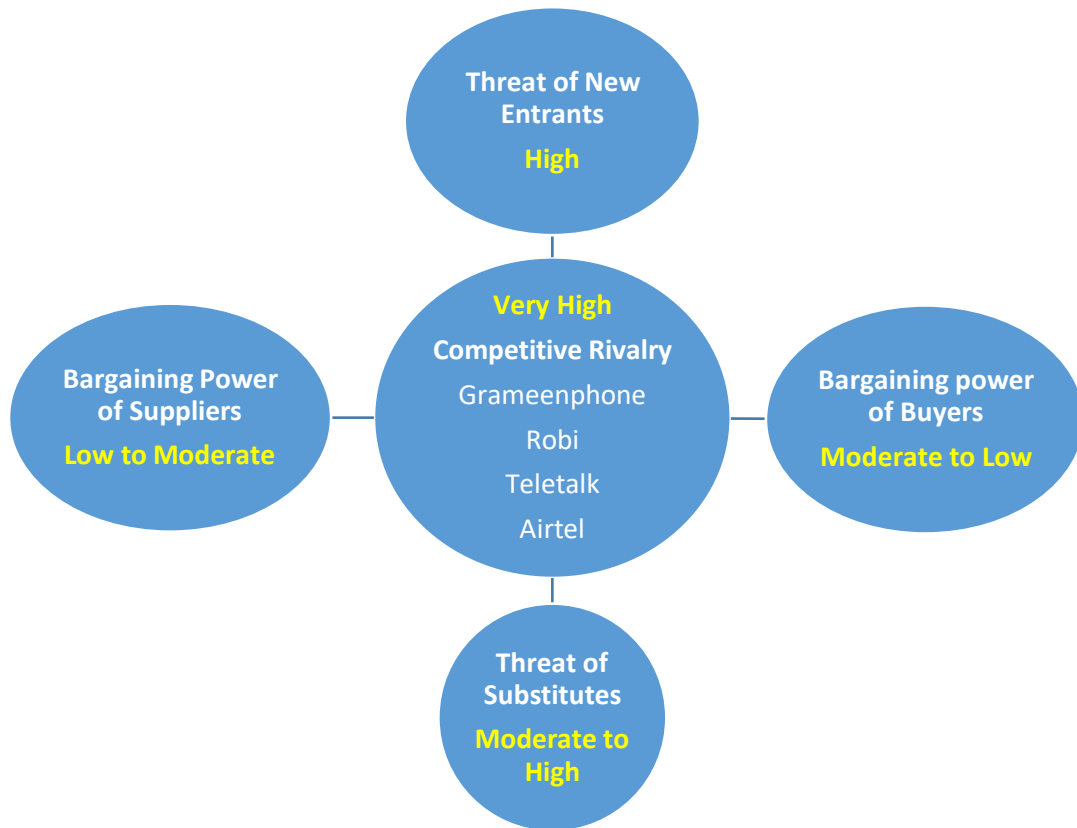 Threat of New
Entrants
High
Very High
Competitive Rivalry
Grameenphone
Robi
Teletalk
Airtel
Bargaining Power
of Suppliers
Low to Moderate
Bargaining power
of Buyers
Moderate to Low
Threat of
Substitutes
Moderate to
High